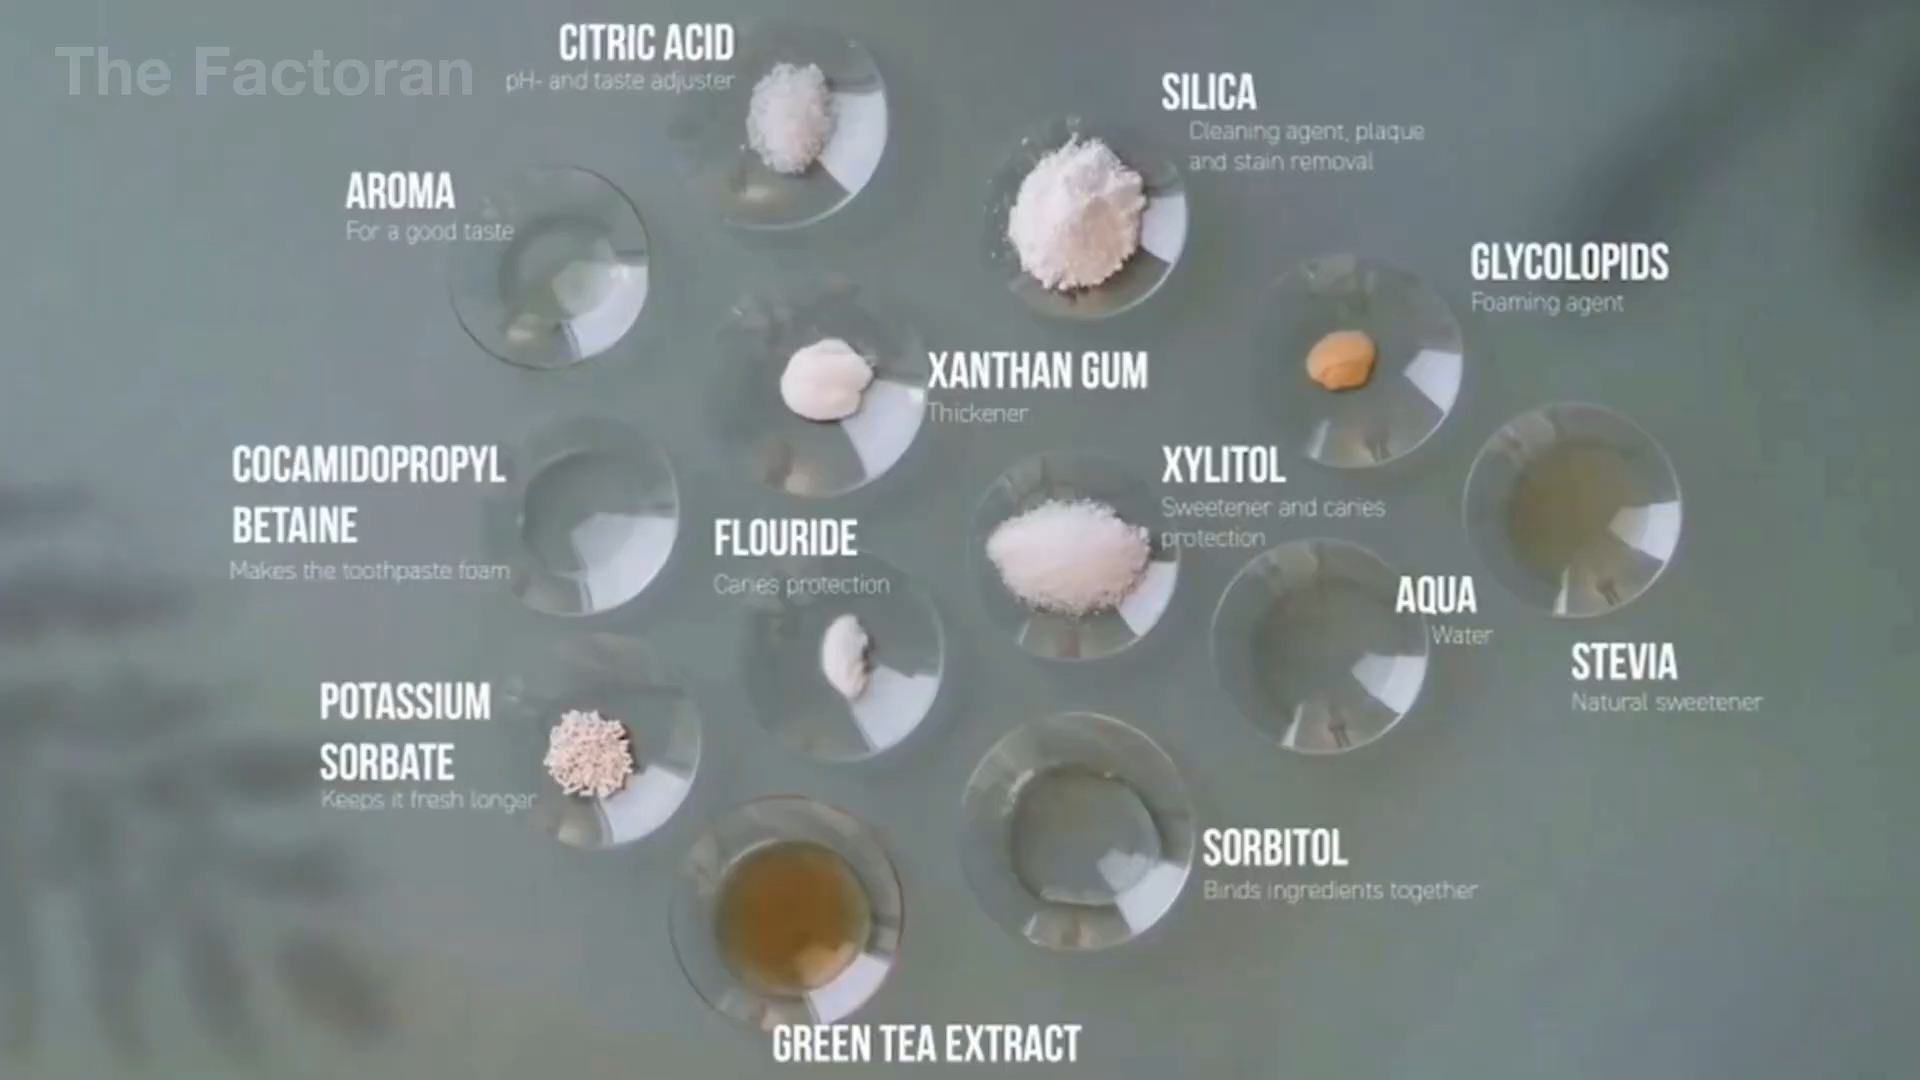 The Factoran
CITRIC ACID
pH- and taste adjuster
SILICA
Cleaning agent, plaque
and stain removal
AROMA
For a good taste
GLYCOLOPIDS
Foaming agent
XANTHAN GUM
Thickener
COCAMIDOPROPYL
BETAINE
Makes the toothpaste foam
FLOURIDE
Caries protection
XYLITOL
Sweetener and caries
protection
AQUA
Water
STEVIA
Natural sweetener
POTASSIUM
SORBATE
Keeps it fresh longer
SORBITOL
Binds ingredients together
GREEN TEA EXTRACT